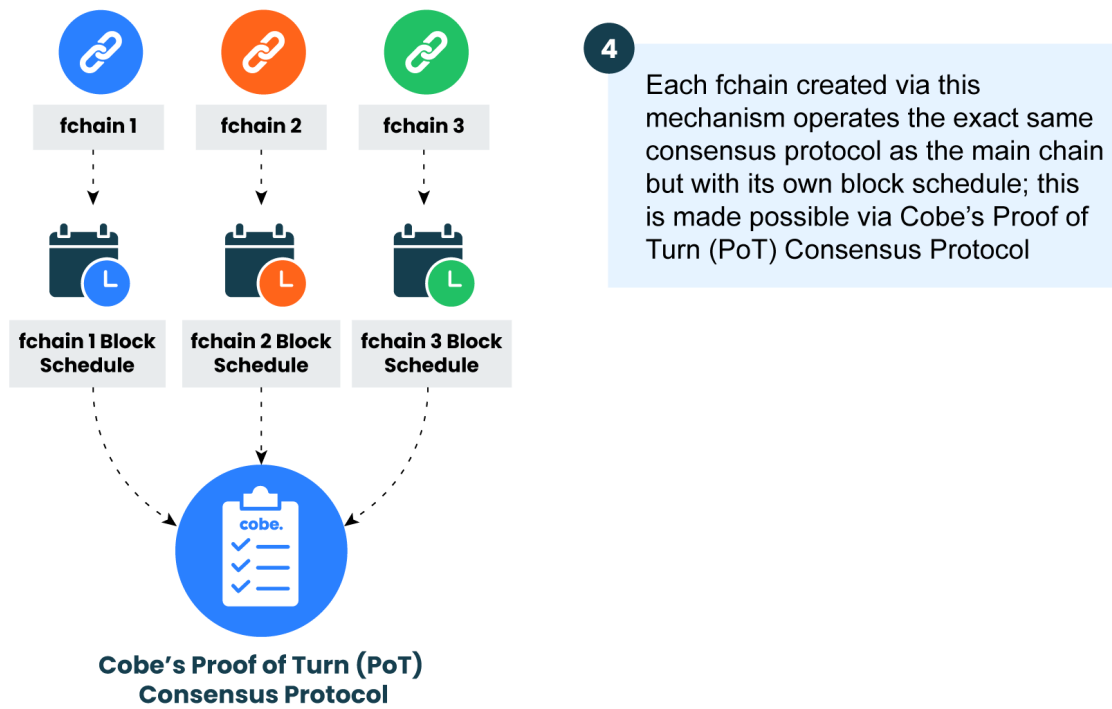 fchain 1
fchain 2
fchain 3
fchain 1 Block
Schedule
fchain 2 Block
Schedule
fchain 3 Block
Schedule
cobe.
Cobe’s Proof of Turn (PoT)
Consensus Protocol
4
Each fchain created via this
mechanism operates the exact same
consensus protocol as the main chain
but with its own block schedule; this
is made possible via Cobe’s Proof of
Turn (PoT) Consensus Protocol